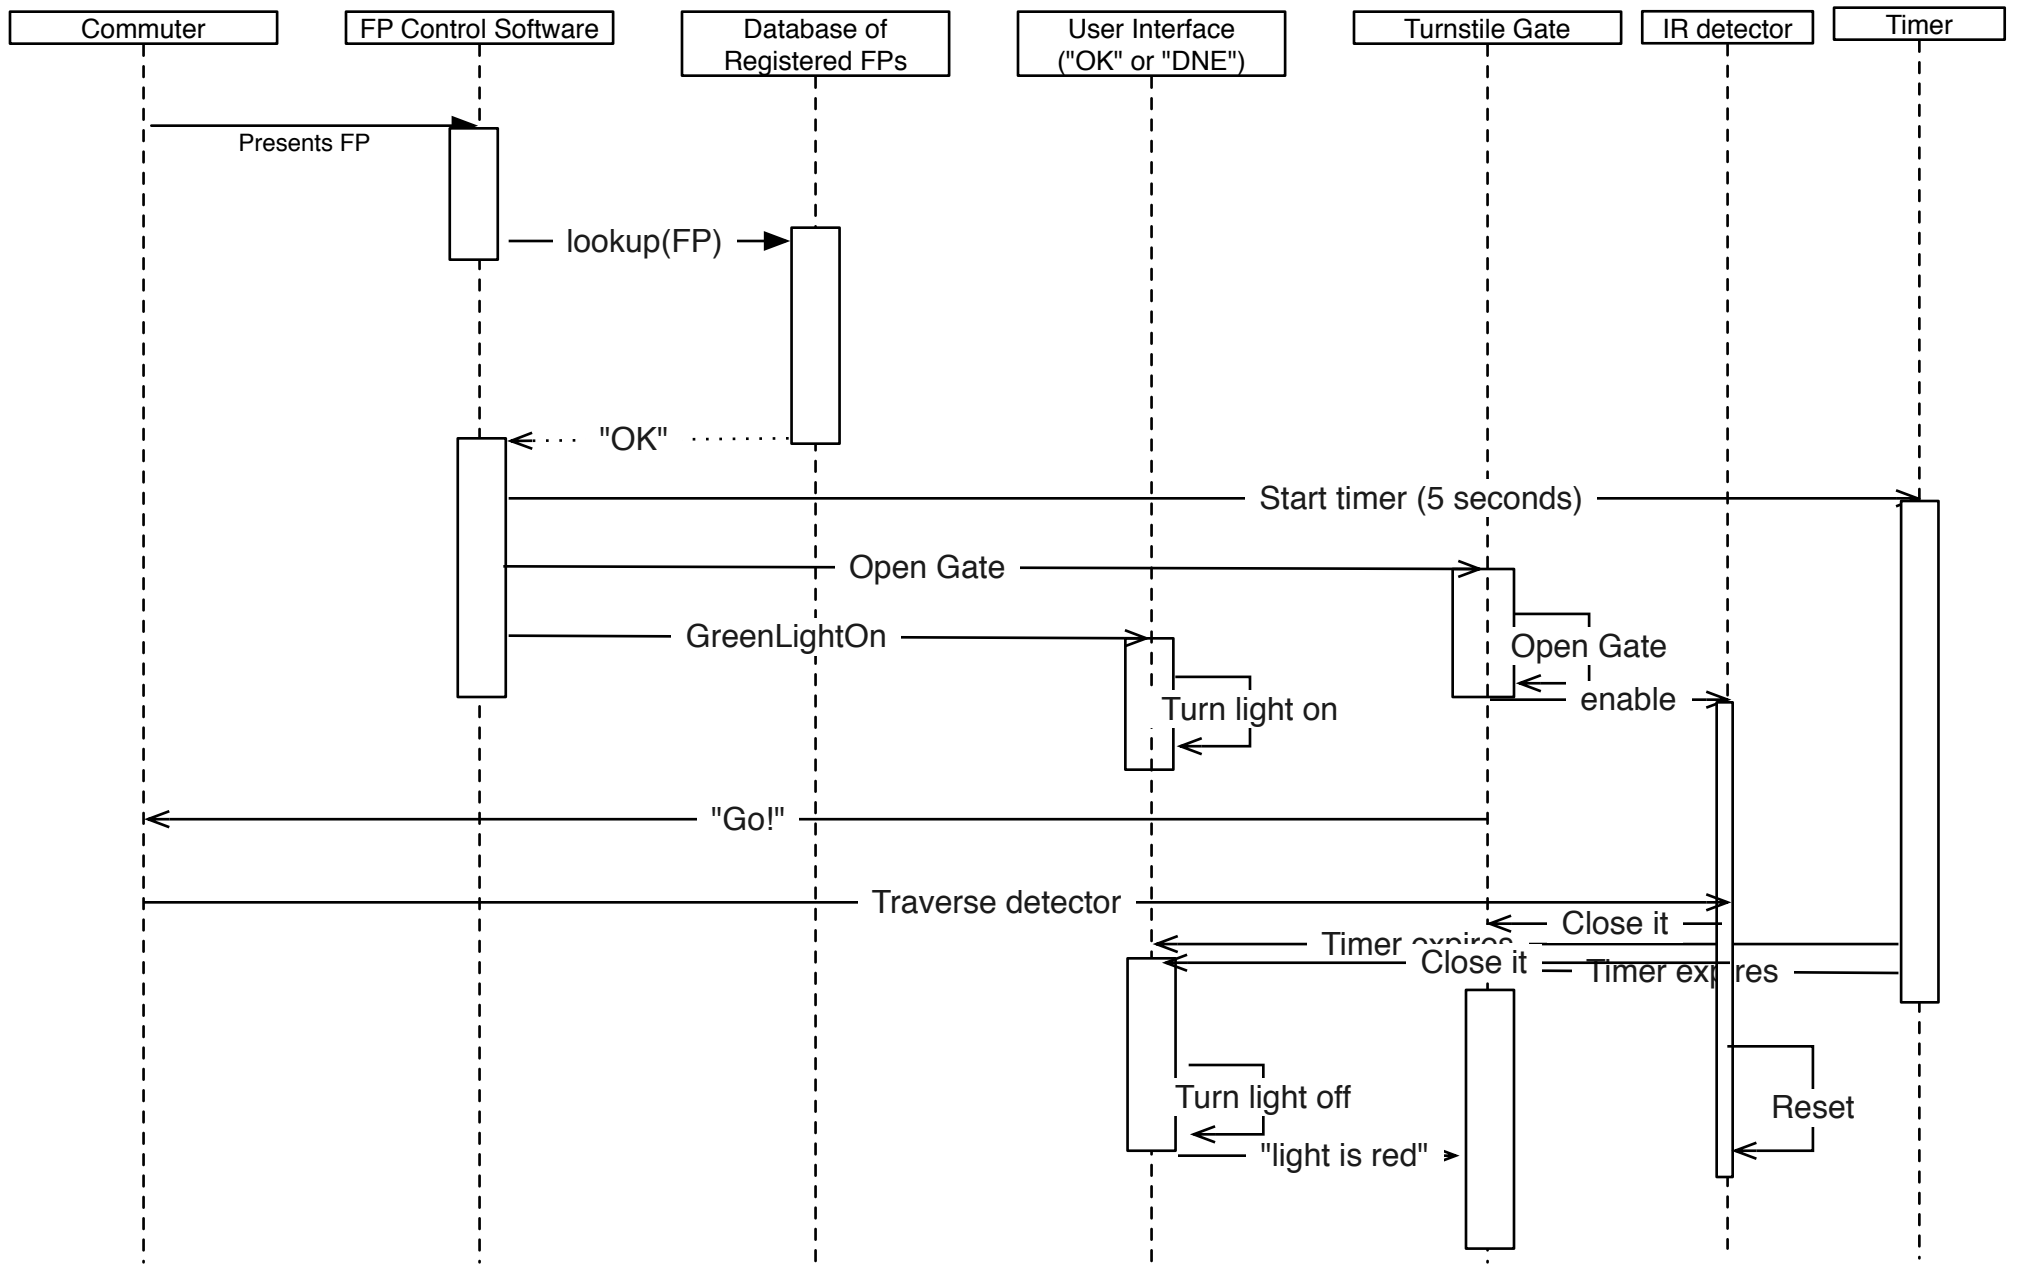 Commuter
FP Control Software
Database of
Registered FPs
User Interface
("OK" or "DNE")
Turnstile Gate
IR detector
Timer
Presents FP
lookup(FP)
"OK"
Start timer (5 seconds)
Open Gate
GreenLightOn
Open Gate
enable
Turn light on
"Go!"
Traverse detector
Close it
Timer expires
Close it
Timer expires
Turn light off
Reset
"light is red"